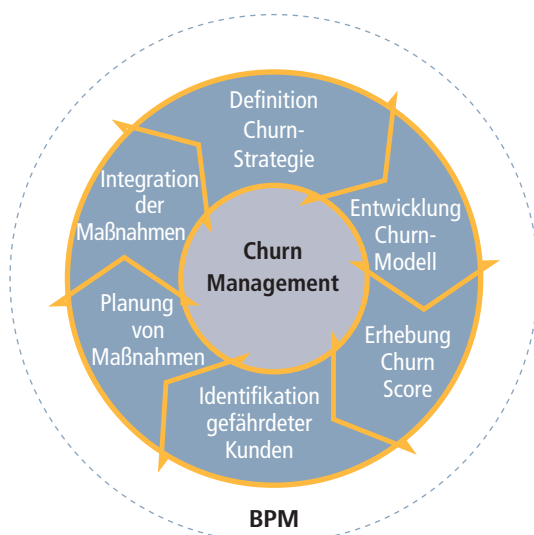 Definition
Churn-
Strategie
Entwicklung
Churn-
Modell
Erhebung
Churn
Score
Identifikation
gefährdeter
Kunden
Planung
von
Maßnahmen
Integration
der
Maßnahmen
Churn
Management
BPM